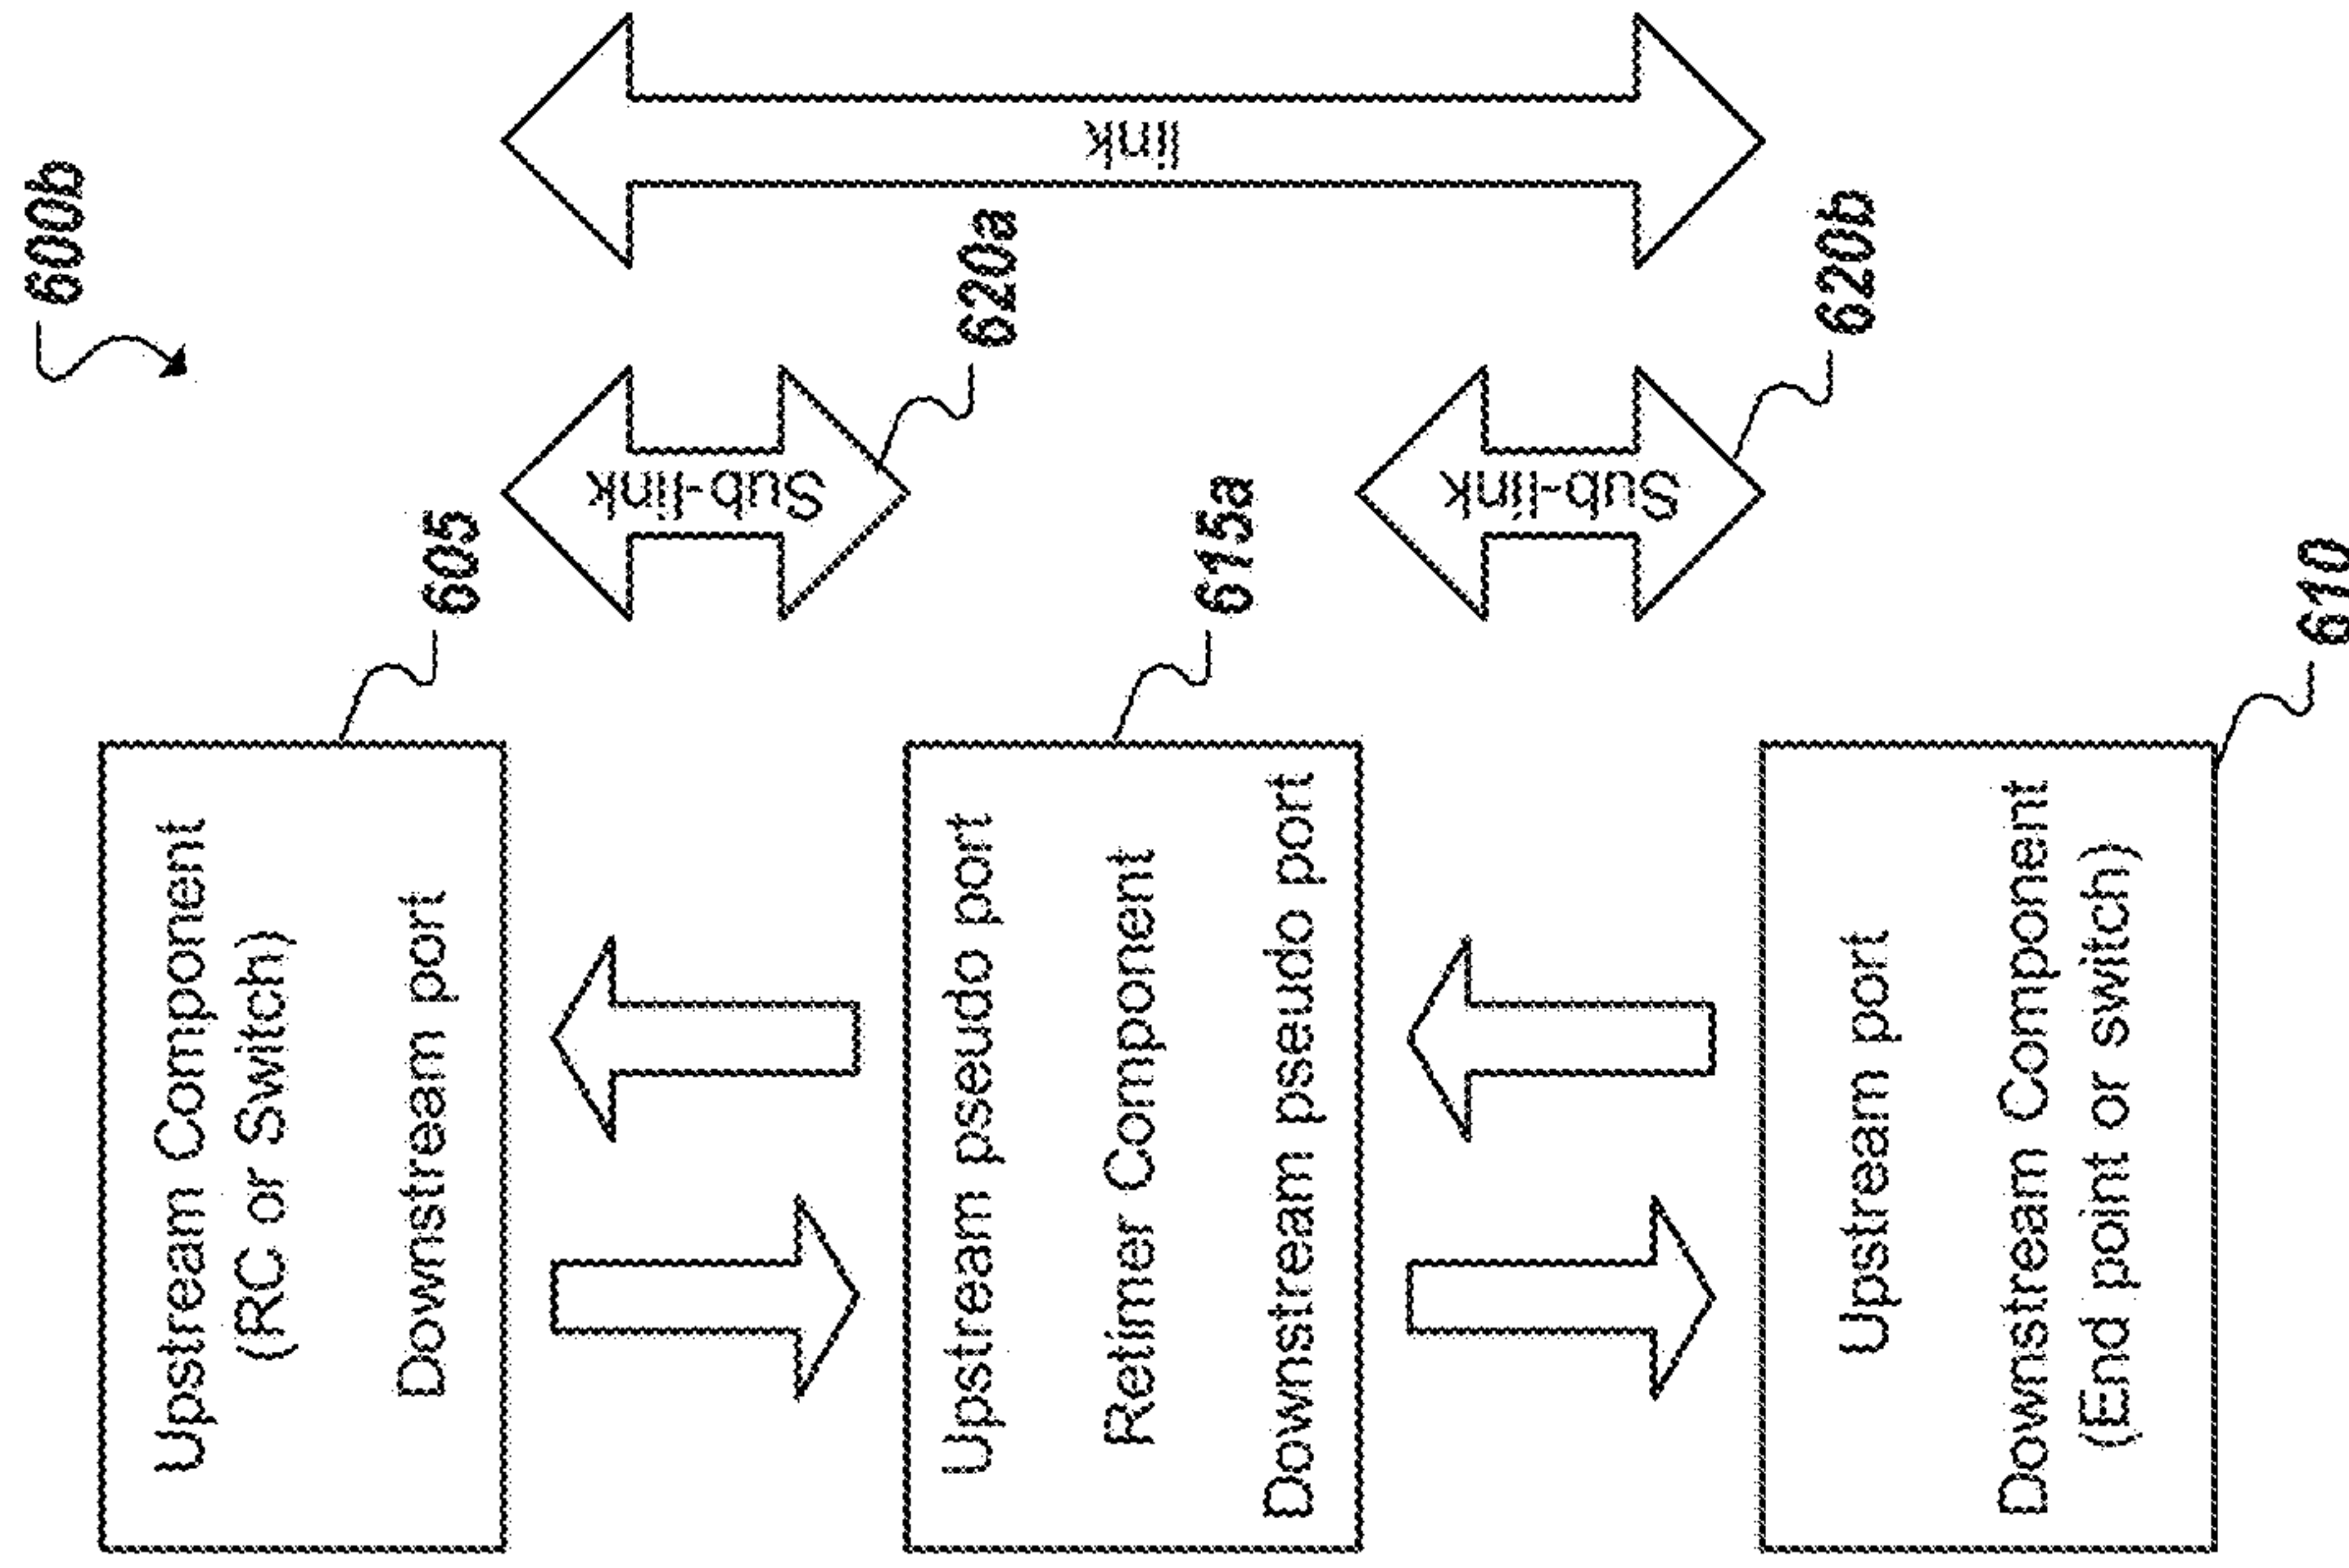 600b
Upstream Component
(RC or Switch)
Downstream port
605
Sub-link
620a
link
Upstream pseudo port
Retimer Component
Downstream pseudo port
615a
Sub-link
620b
Upstream port
Downstream Component
(End point or switch)
610